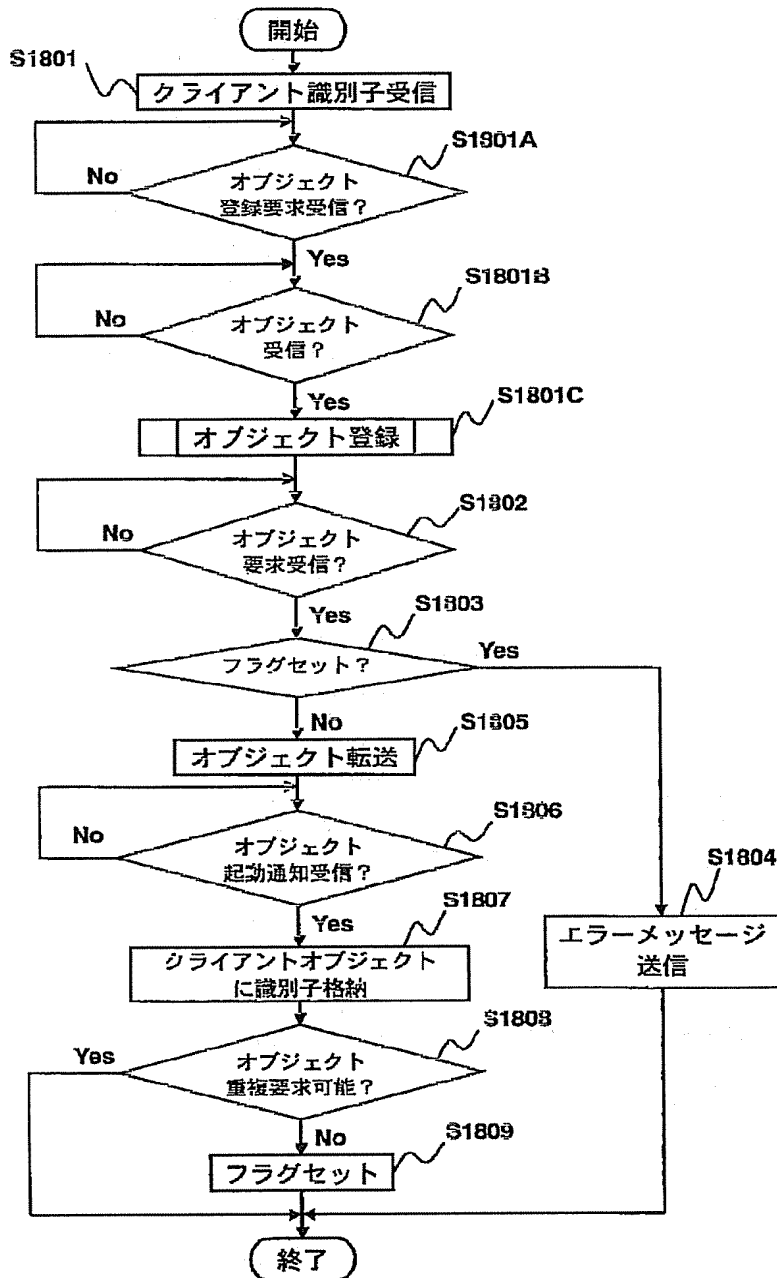 開始
S1801
クライアント識別子受信
S1801A
No
オブジェクト
登録要求受信？
Yes
S1801B
No
オブジェクト
受信？
Yes
S1801C
オブジェクト登録
S1802
No
オブジェクト
要求受信？
Yes
S1803
フラグセット？
Yes
No
S1805
オブジェクト転送
S1806
No
オブジェクト
起動通知受信？
S1804
Yes
S1807
エラーメッセージ
送信
クライアントオブジェクト
に識別子格納
S1808
Yes
オブジェクト
重複要求可能？
No
S1809
フラグセット
終了